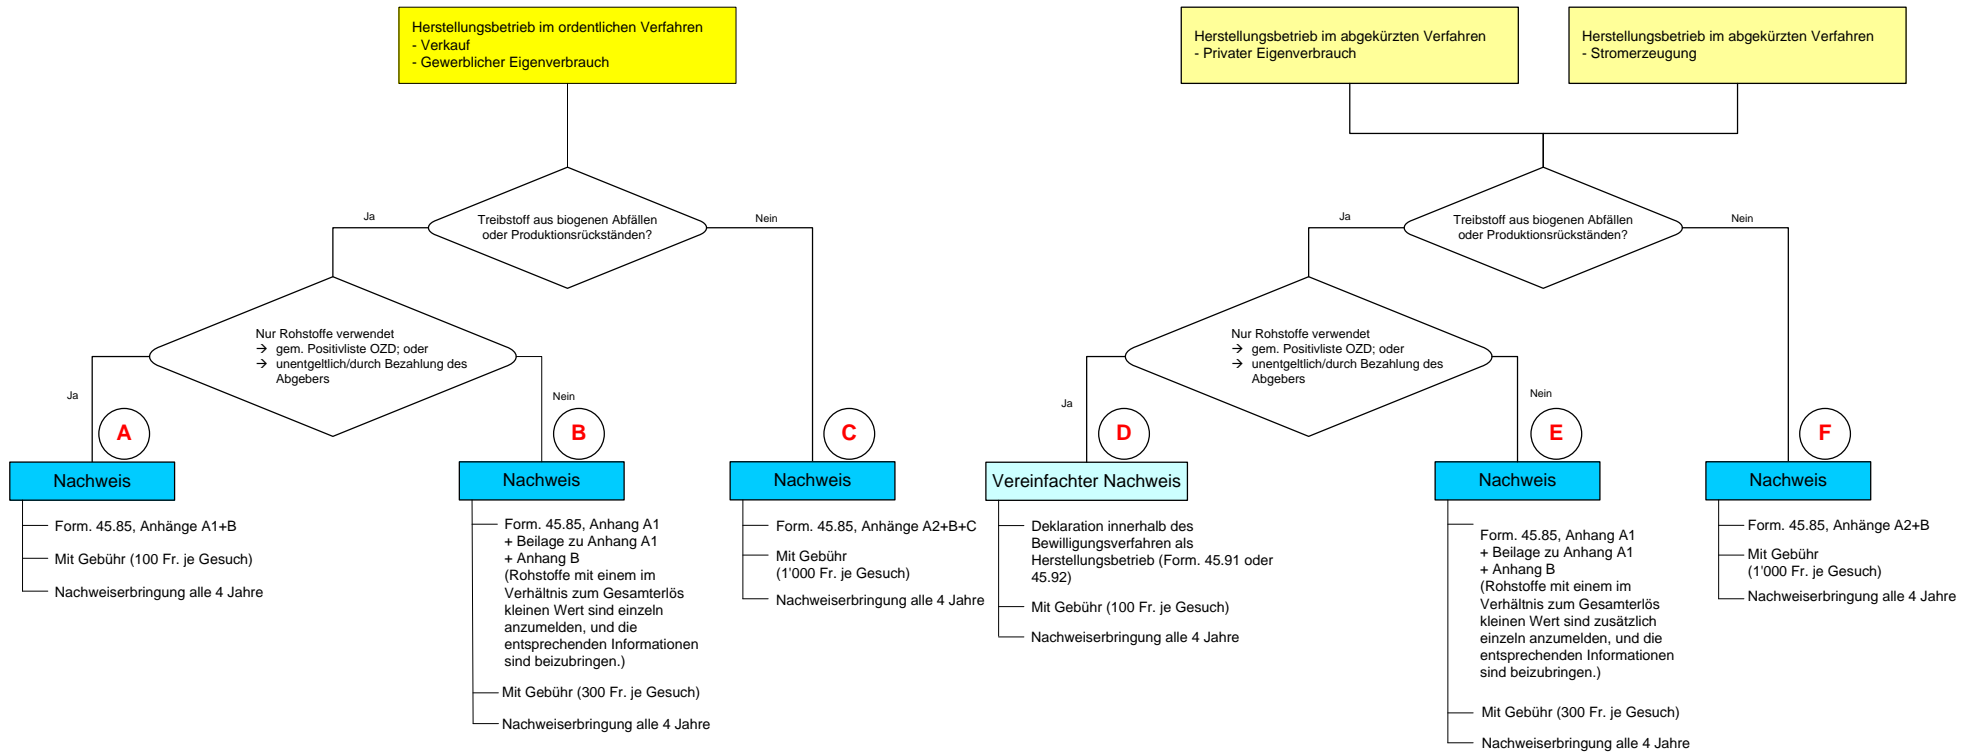 Herstellungsbetrieb im ordentlichen Verfahren
- Verkauf
- Gewerblicher Eigenverbrauch
Herstellungsbetrieb im abgekürzten Verfahren
- Privater Eigenverbrauch
Herstellungsbetrieb im abgekürzten Verfahren
- Stromerzeugung
Ja
Treibstoff aus biogenen Abfällen
oder Produktionsrückständen?
Nein
Ja
Treibstoff aus biogenen Abfällen
oder Produktionsrückständen?
Nein
Nur Rohstoffe verwendet
→ gem. Positivliste OZD; oder
→ unentgeltlich/durch Bezahlung des
Abgebers
Ja
Nein
Nur Rohstoffe verwendet
→ gem. Positivliste OZD; oder
→ unentgeltlich/durch Bezahlung des
Abgebers
Ja
Nein
A
Nachweis
Form. 45.85, Anhänge A1+B
Mit Gebühr (100 Fr. je Gesuch)
Nachweiserbringung alle 4 Jahre
B
Nachweis
Form. 45.85, Anhang A1
+ Beilage zu Anhang A1
+ Anhang B
(Rohstoffe mit einem im
Verhältnis zum Gesamterlös
kleinen Wert sind einzeln
anzumelden, und die
entsprechenden Informationen
sind beizubringen.)
Mit Gebühr (300 Fr. je Gesuch)
Nachweiserbringung alle 4 Jahre
C
Nachweis
Form. 45.85, Anhänge A2+B+C
Mit Gebühr
(1'000 Fr. je Gesuch)
Nachweiserbringung alle 4 Jahre
D
Vereinfachter Nachweis
Deklaration innerhalb des
Bewilligungsverfahren als
Herstellungsbetrieb (Form. 45.91 oder
45.92)
Mit Gebühr (100 Fr. je Gesuch)
Nachweiserbringung alle 4 Jahre
E
Nachweis
Form. 45.85, Anhang A1
+ Beilage zu Anhang A1
+ Anhang B
(Rohstoffe mit einem im
Verhältnis zum Gesamterlös
kleinen Wert sind zusätzlich
einzeln anzumelden, und die
entsprechenden Informationen
sind beizubringen.)
Mit Gebühr (300 Fr. je Gesuch)
Nachweiserbringung alle 4 Jahre
F
Nachweis
Form. 45.85, Anhänge A2+B
Mit Gebühr
(1'000 Fr. je Gesuch)
Nachweiserbringung alle 4 Jahre